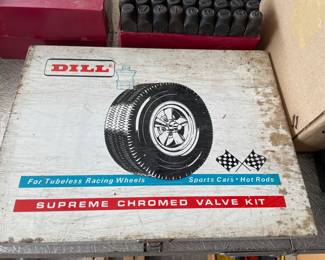 DILL
For Tubeless Racing Wheels
Sports Cars • Hot Rods
SUPREME CHROMED VALVE KIT